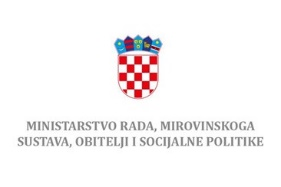 MINISTARSTVO RADA, MIROVINSKOGA
SUSTAVA, OBITELJI I SOCIJALNE POLITIKE